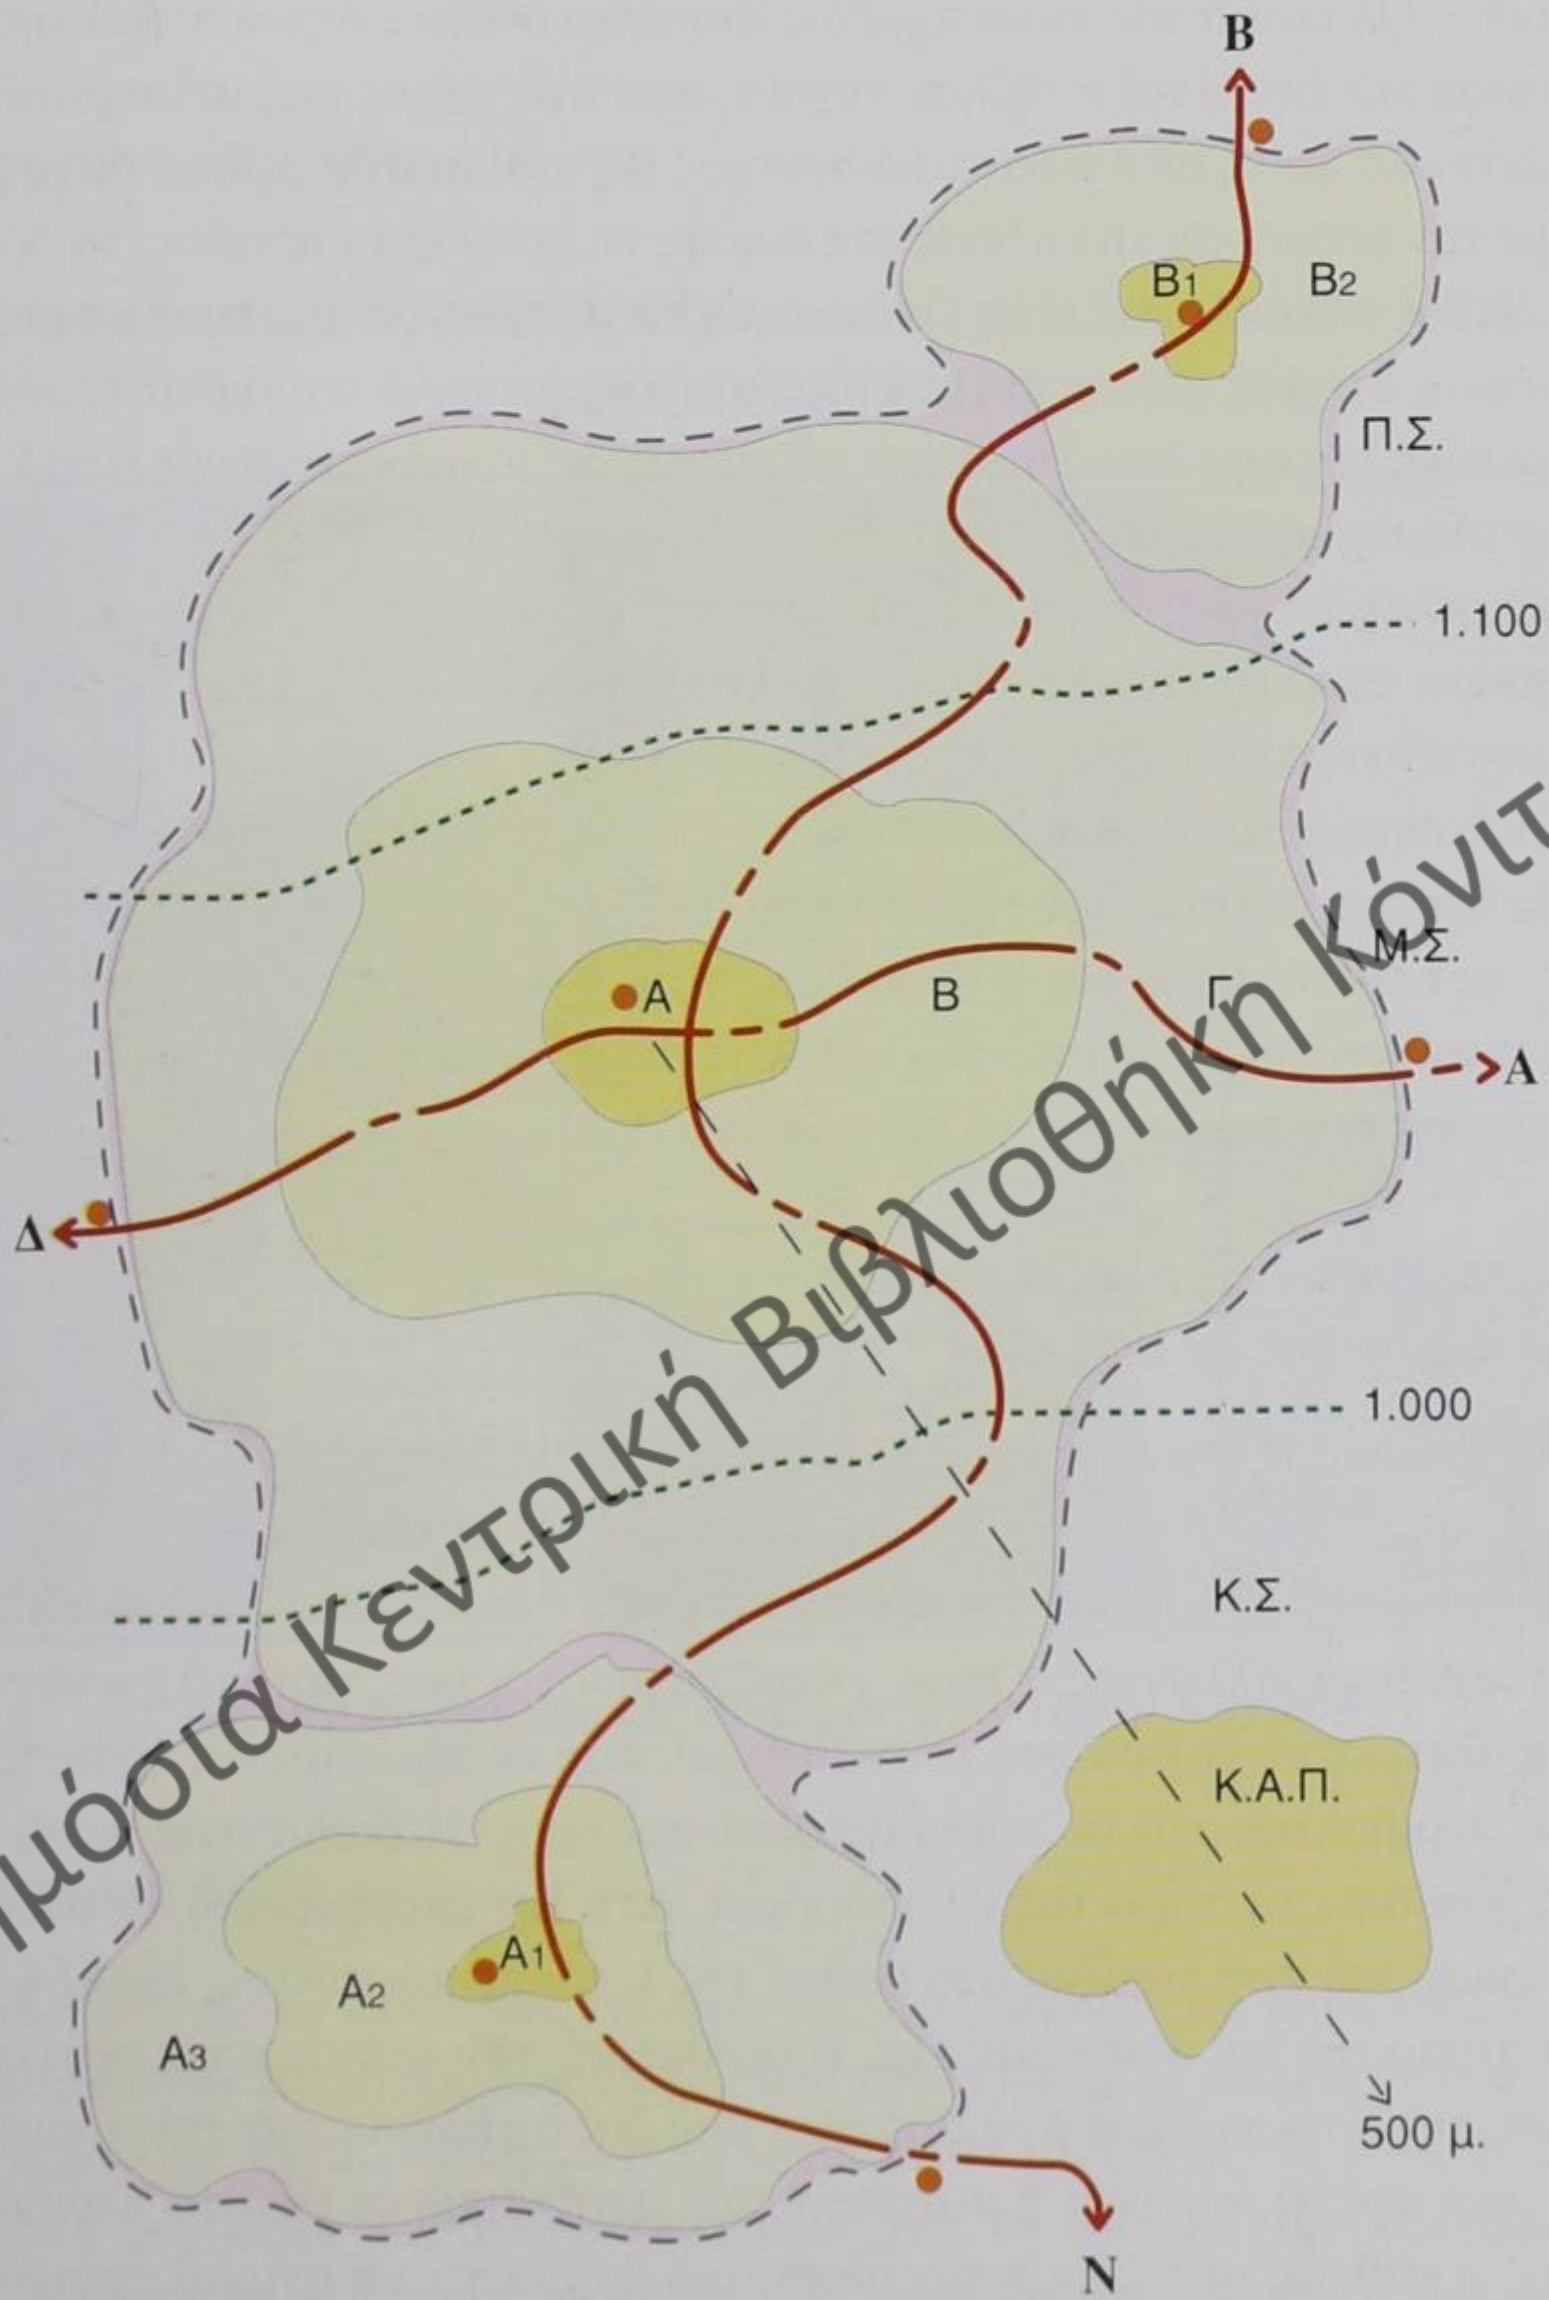 Β
Β1
Β2
Π.Σ.
1.100
Μ.Σ.
Α
Β
Γ
Α
Δ
1.000
Κ.Σ.
Κ.Α.Π.
Α1
Α2
Α3
500 μ.
Ν
Κεντρική Βιβλιοθήκη